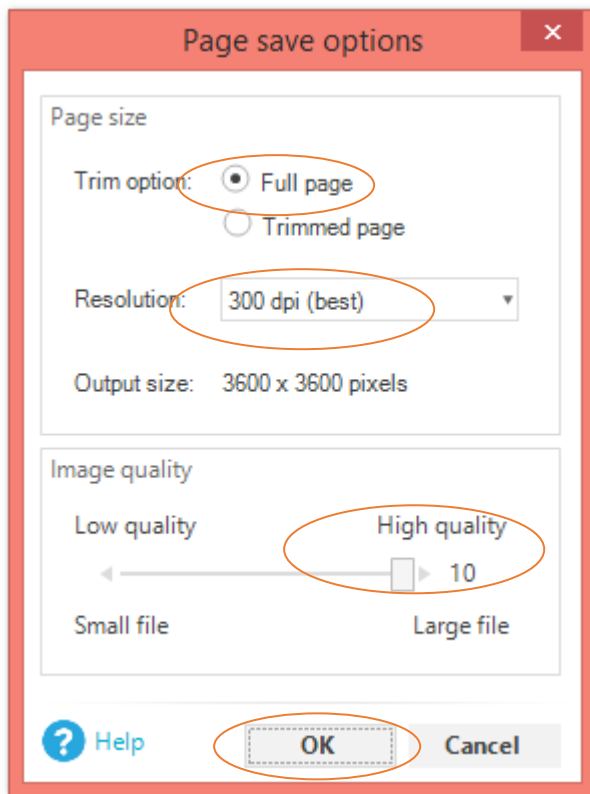 Page save options
Page size
Trim option: Full page
Trimmed page
Resolution: 300 dpi (best)
Output size: 3600 x 3600 pixels
Image quality
Low quality High quality
10
Small file Large file
? Help OK Cancel